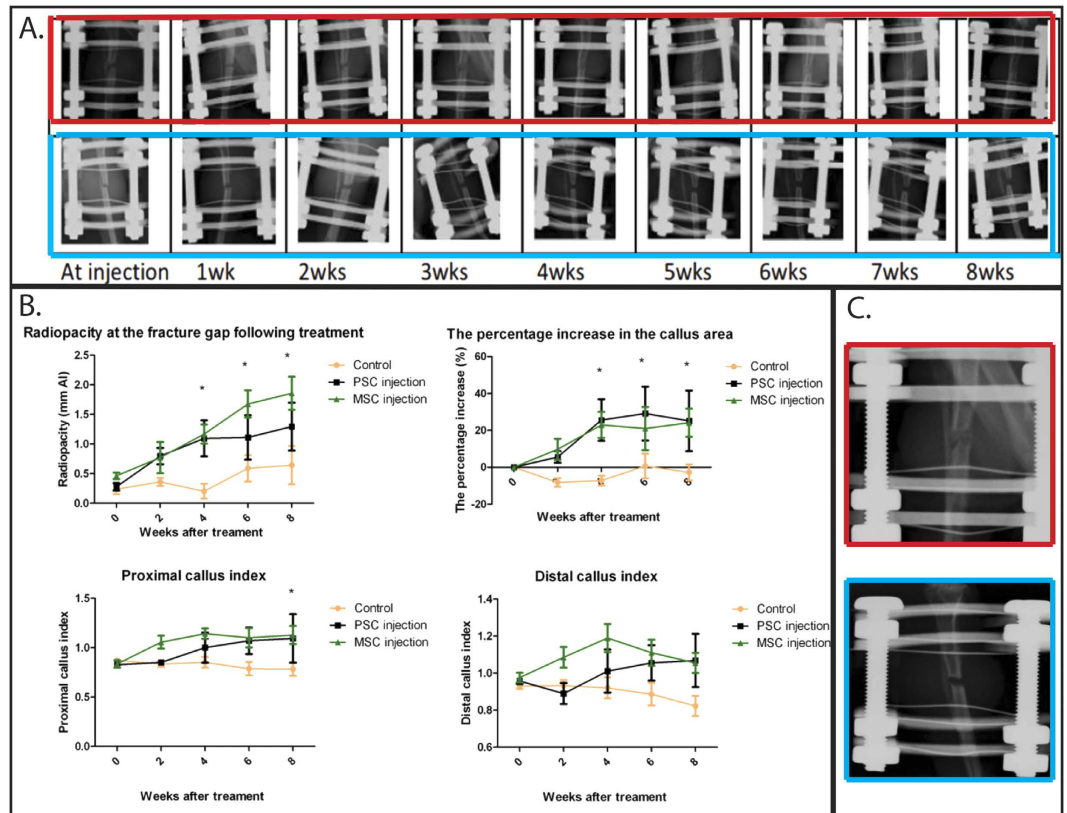 A.
At injection 1wk 2wks 3wks 4wks 5wks 6wks 7wks 8wks
B.
Radiopacity at the fracture gap following treatment
Radiopacity (mm Al)
2.5
2.0
1.5
1.0
0.5
0.0
0 2 4 6 8
Weeks after treament
* * *
Control
PSC injection
MSC injection
The percentage increase in the callus area
The percentage increase (%)
60
40
20
0
-20
0 6
Weeks after treament
* * *
Control
PSC injection
MSC injection
Proximal callus index
Proximal callus index
1.5
1.0
0.5
0.0
0 2 4 6 8
Weeks after treament
*
Control
PSC injection
MSC injection
Distal callus index
Distal callus index
1.4
1.2
1.0
0.8
0.6
0 2 4 6 8
Weeks after treament
Control
PSC injection
MSC injection
C.